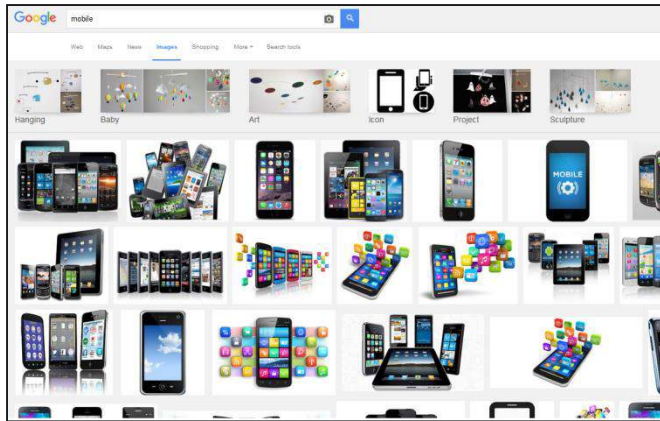 Google mobile
Web Maps News Images Shopping More Search tools
Hanging Baby Art Icon Project Sculpture
MOBILE